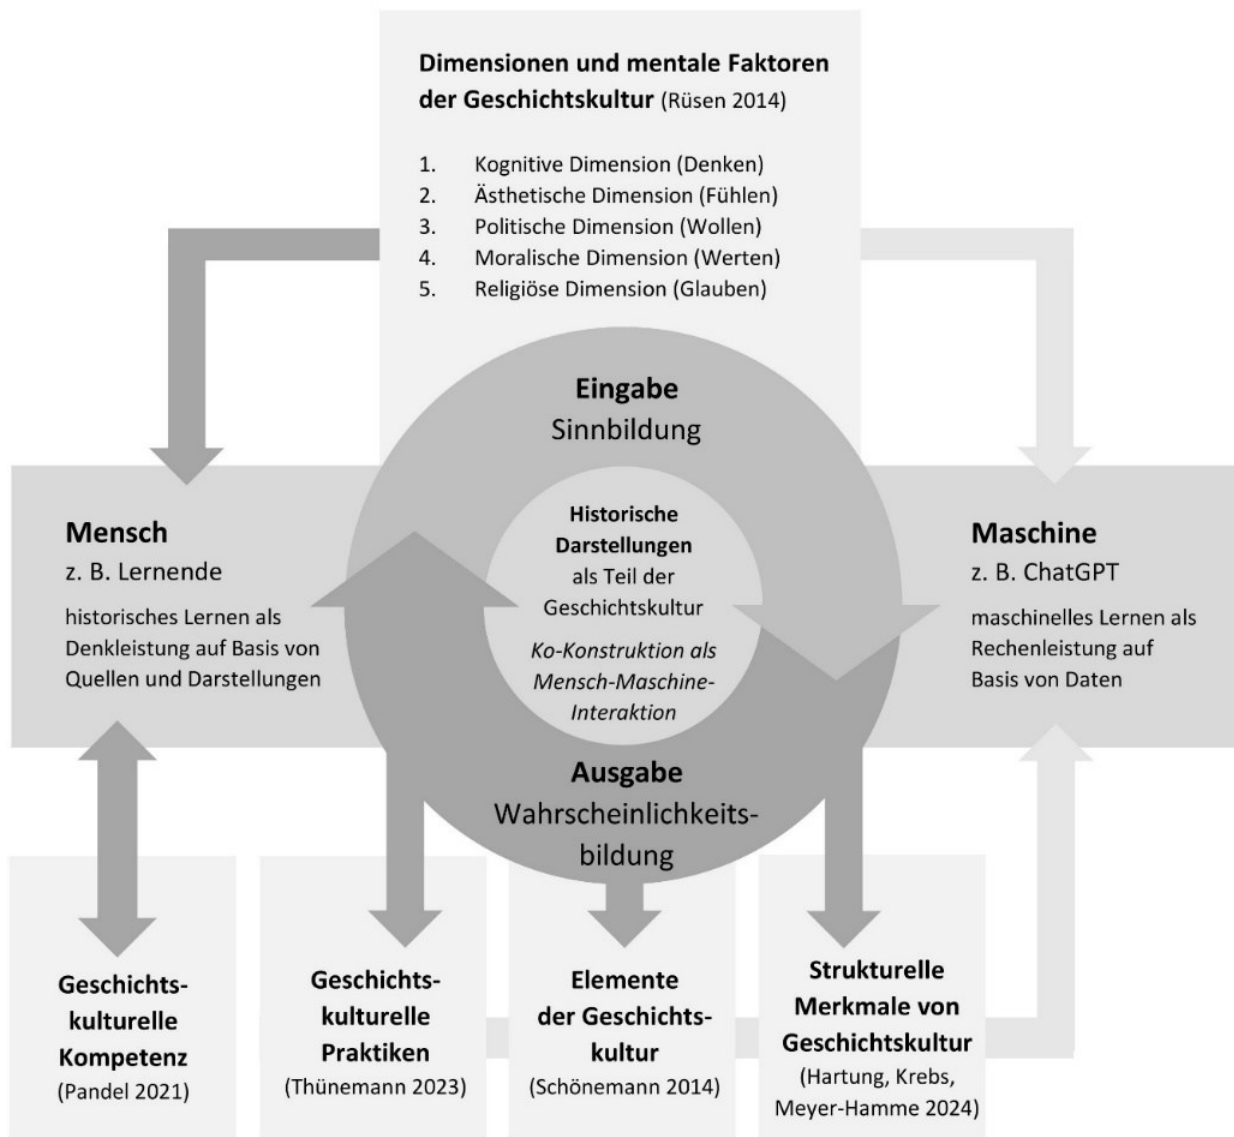 Dimensionen und mentale Faktoren
der Geschichtskultur (Rüsen 2014)
1. Kognitive Dimension (Denken)
2. Ästhetische Dimension (Fühlen)
3. Politische Dimension (Wollen)
4. Moralische Dimension (Werten)
5. Religiöse Dimension (Glauben)
Eingabe
Sinnbildung
Mensch
z. B. Lernende
historisches Lernen als
Denkleistung auf Basis von
Quellen und Darstellungen
Historische
Darstellungen
als Teil der
Geschichtskultur
Ko-Konstruktion als
Mensch-Maschine-
Interaktion
Maschine
z. B. ChatGPT
maschinelles Lernen als
Rechenleistung auf
Basis von Daten
Ausgabe
Wahrscheinlichkeits-
bildung
Geschichts-
kulturelle
Kompetenz
(Pandel 2021)
Geschichts-
kulturelle
Praktiken
(Thünemann 2023)
Elemente
der Geschichts-
kultur
(Schönemann 2014)
Strukturelle
Merkmale von
Geschichtskultur
(Hartung, Krebs,
Meyer-Hamme 2024)